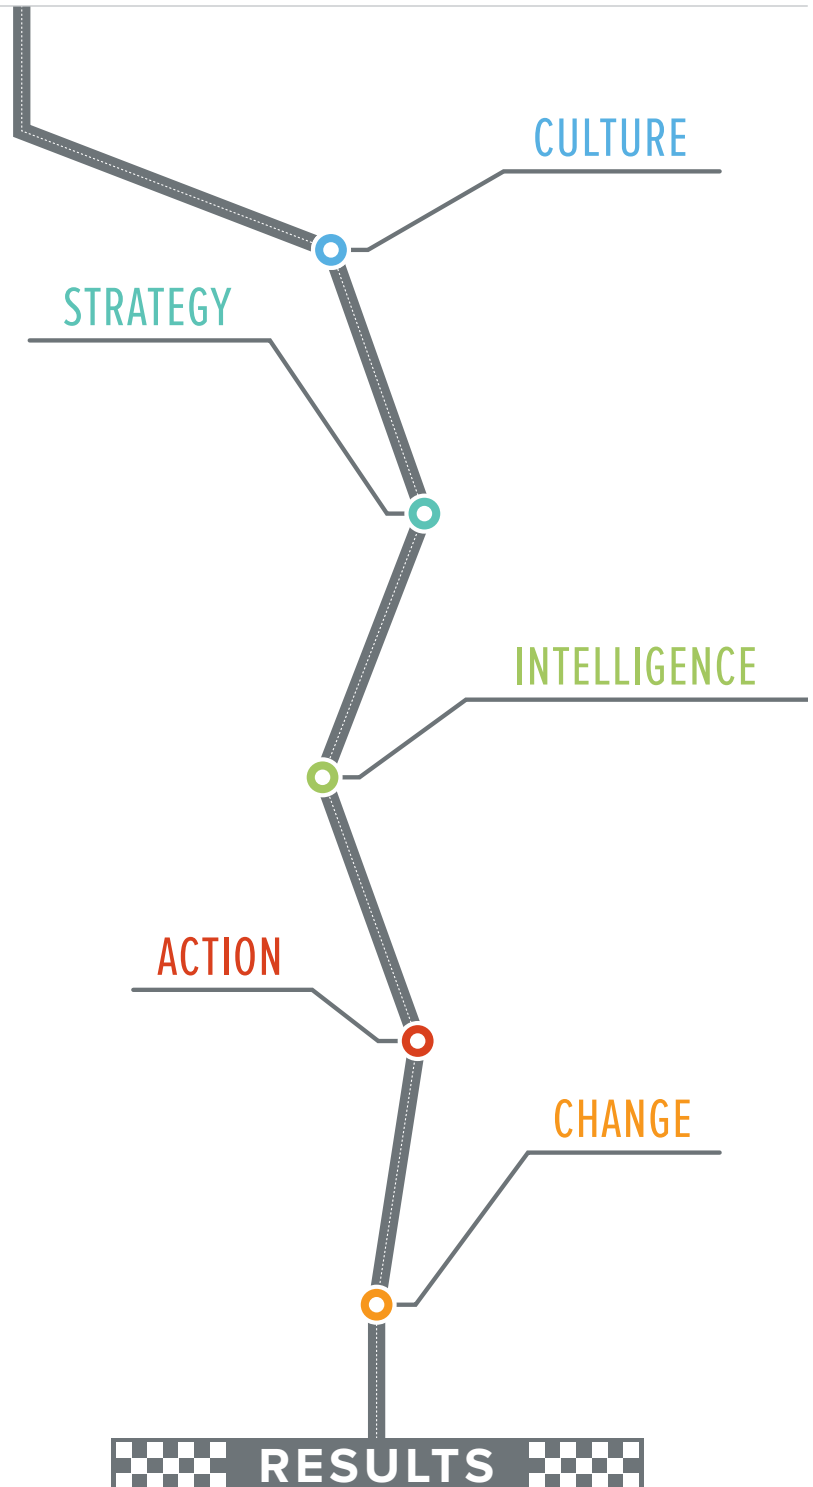 CULTURE
STRATEGY
INTELLIGENCE
ACTION
CHANGE
RESULTS